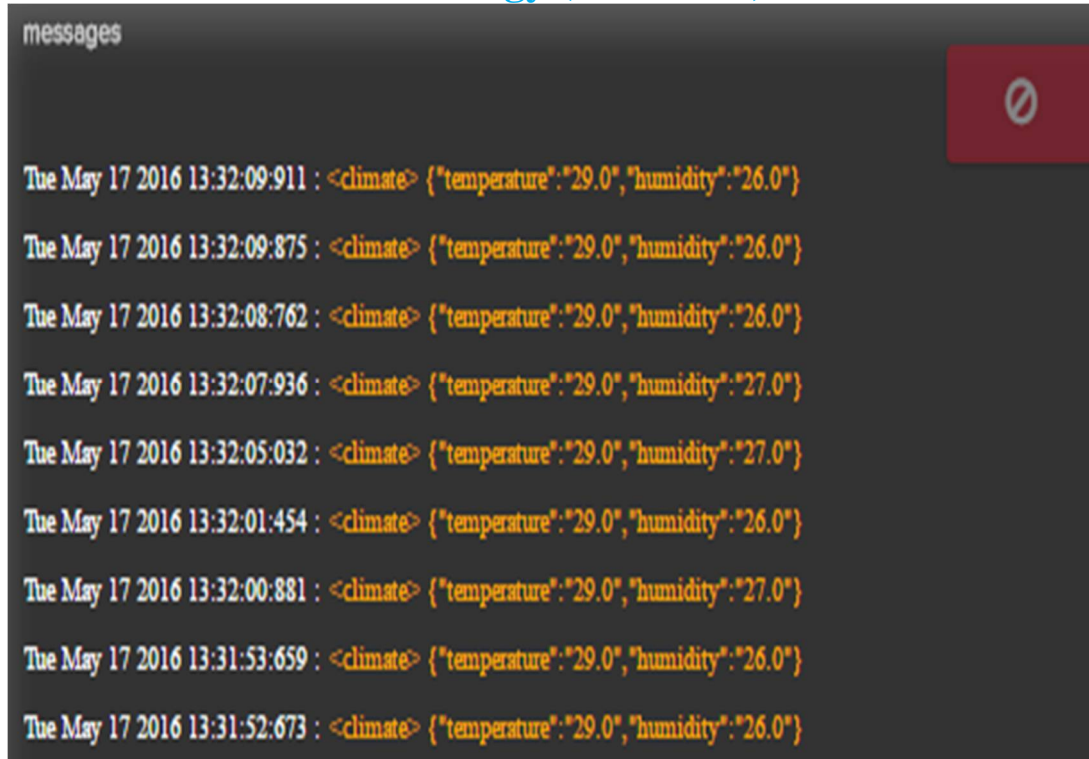 messages
Tue May 17 2016 13:32:09:911 : <climate> {"temperature":"29.0","humidity":"26.0"}
Tue May 17 2016 13:32:09:875 : <climate> {"temperature":"29.0","humidity":"26.0"}
Tue May 17 2016 13:32:08:762 : <climate> {"temperature":"29.0","humidity":"26.0"}
Tue May 17 2016 13:32:07:936 : <climate> {"temperature":"29.0","humidity":"27.0"}
Tue May 17 2016 13:32:05:032 : <climate> {"temperature":"29.0","humidity":"27.0"}
Tue May 17 2016 13:32:01:454 : <climate> {"temperature":"29.0","humidity":"26.0"}
Tue May 17 2016 13:32:00:881 : <climate> {"temperature":"29.0","humidity":"27.0"}
Tue May 17 2016 13:31:53:659 : <climate> {"temperature":"29.0","humidity":"26.0"}
Tue May 17 2016 13:31:52:673 : <climate> {"temperature":"29.0","humidity":"26.0"}